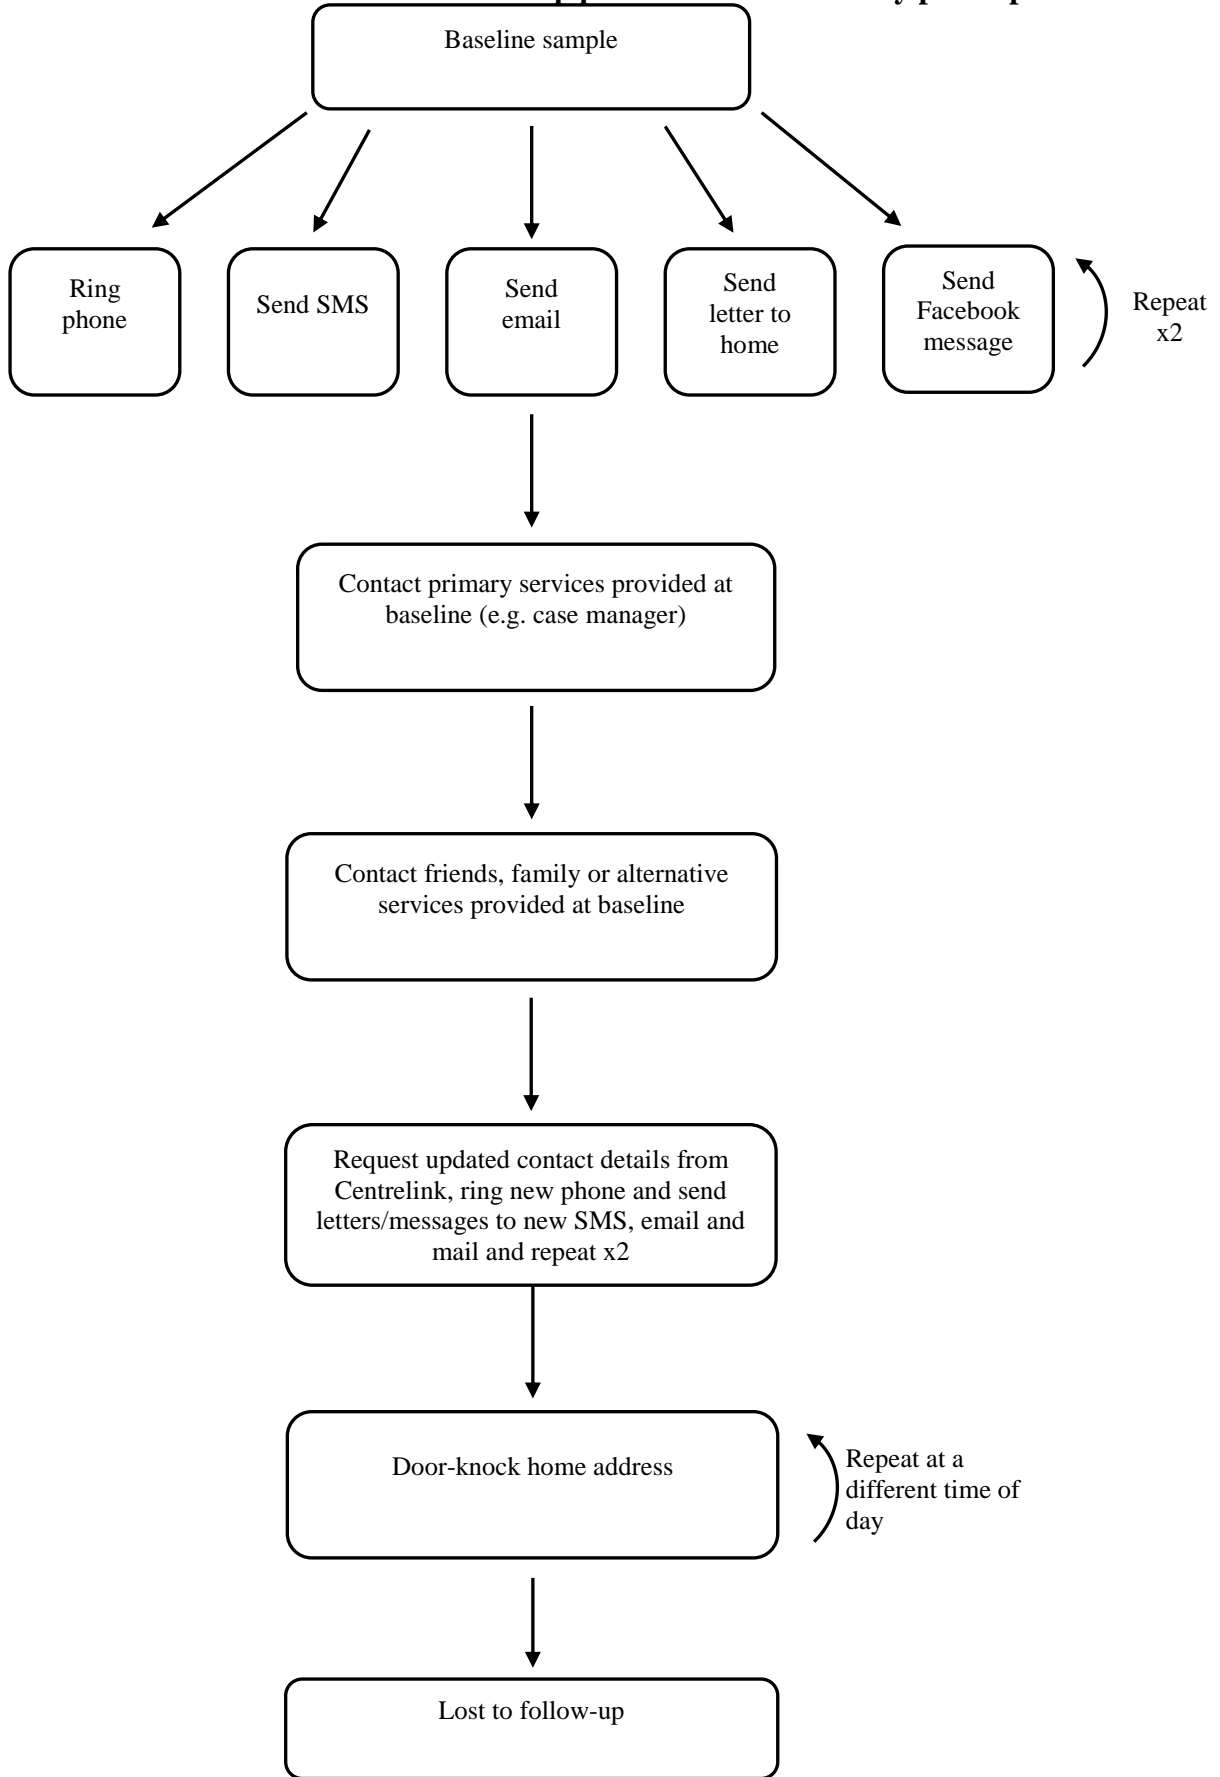 Baseline sample
Ring
phone
Send SMS
Send
email
Send
letter to
home
Send
Facebook
message
Repeat
x2
Contact primary services provided at
baseline (e.g. case manager)
Contact friends, family or alternative
services provided at baseline
Request updated contact details from
Centrelink, ring new phone and send
letters/messages to new SMS, email and
mail and repeat x2
Door-knock home address
Repeat at a
different time of
day
Lost to follow-up